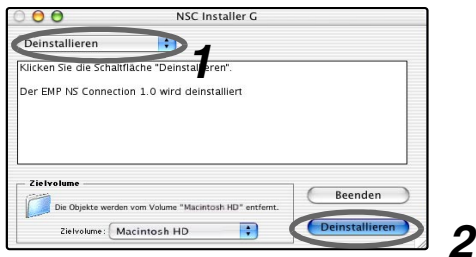 NSC Installer G
Deinstallieren
1
Klicken Sie die Schaltfläche "Deinstallieren".
Der EMP NS Connection 1.0 wird deinstalliert
Zielvolume
Die Objekte werden vom Volume "Macintosh HD" entfernt.
Zielvolume: Macintosh HD
Beenden
Deinstallieren
2